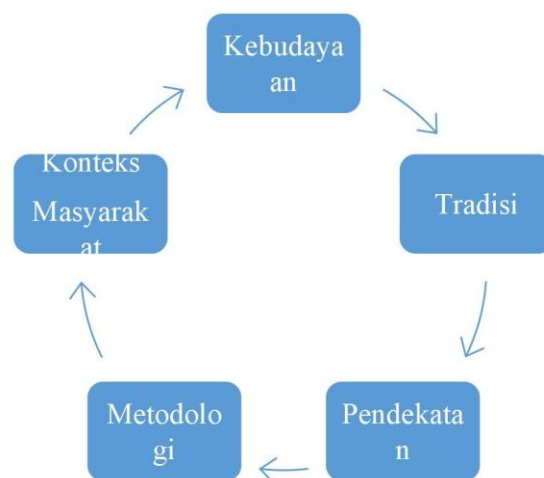 Kebudaya
an
Tradisi
Pendekata
n
Metodolo
gi
Konteks
Masyarak
at